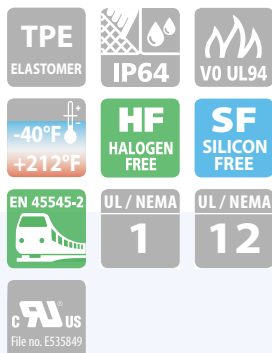 TPE
ELASTOMER
IP64
V0 UL94
-40°F
+212°F
HF
HALOGEN
FREE
SF
SILICON
FREE
EN 45545-2
UL / NEMA
1
UL / NEMA
12
c RU® US
File no. E535849